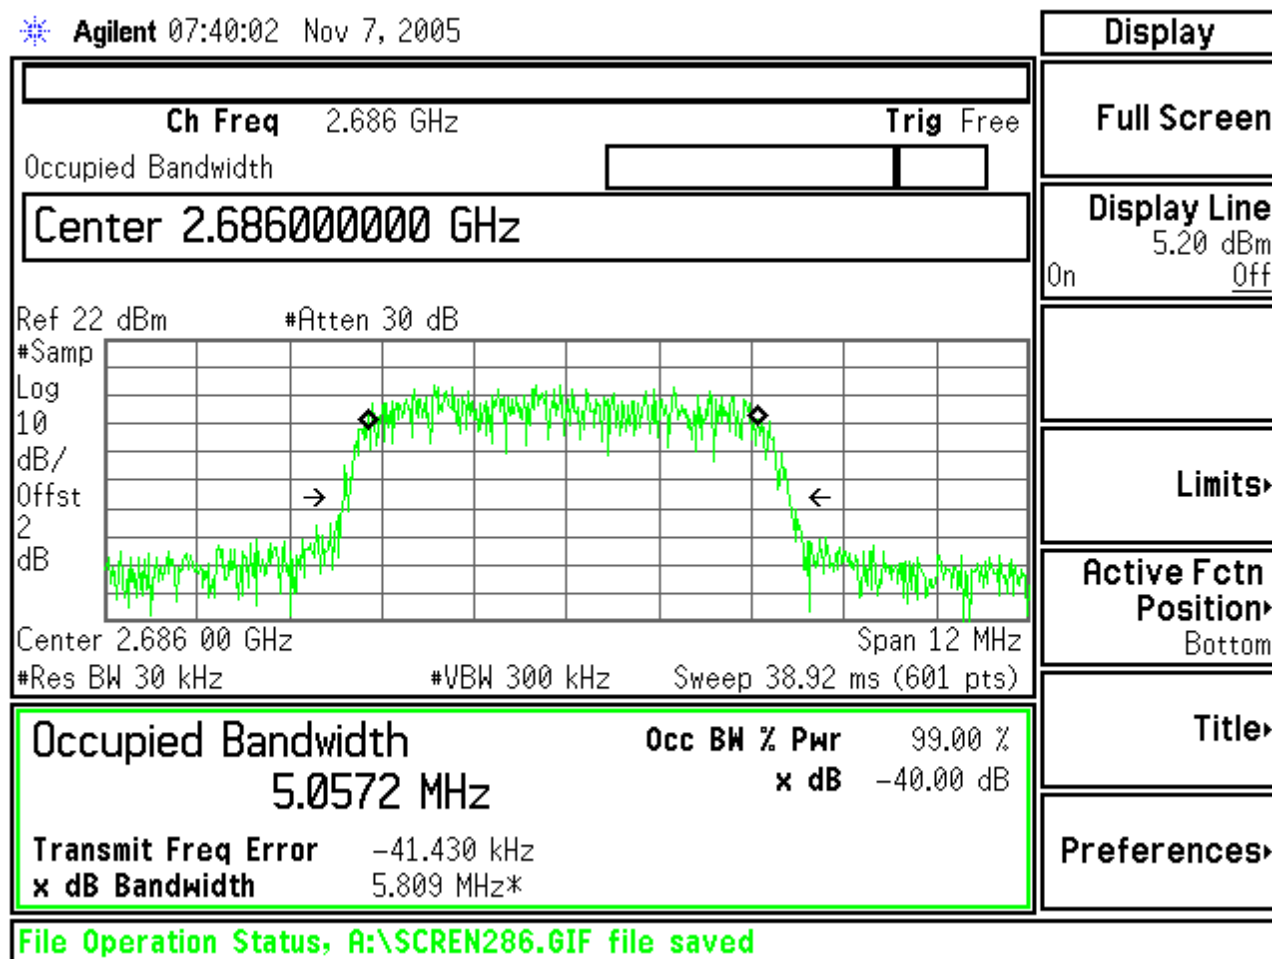 Agilent 07:40:02 Nov 7, 2005
Display
Ch Freq 2.686 GHz
Trig Free
Occupied Bandwidth
Center 2.686000000 GHz
Ref 22 dBm #Atten 30 dB
#Samp
Log
10
dB/
Offst
2
dB
Center 2.686 00 GHz
Span 12 MHz
#Res BW 30 kHz
#VBW 300 kHz
Sweep 38.92 ms (601 pts)
Occupied Bandwidth
5.0572 MHz
Occ BW % Pwr 99.00 %
x dB -40.00 dB
Transmit Freq Error -41.430 kHz
x dB Bandwidth 5.809 MHz*
Full Screen
Display Line
5.20 dBm
On Off
Limits
Active Fctn
Position
Bottom
Title
Preferences
File Operation Status, A:\SCREN286.GIF file saved